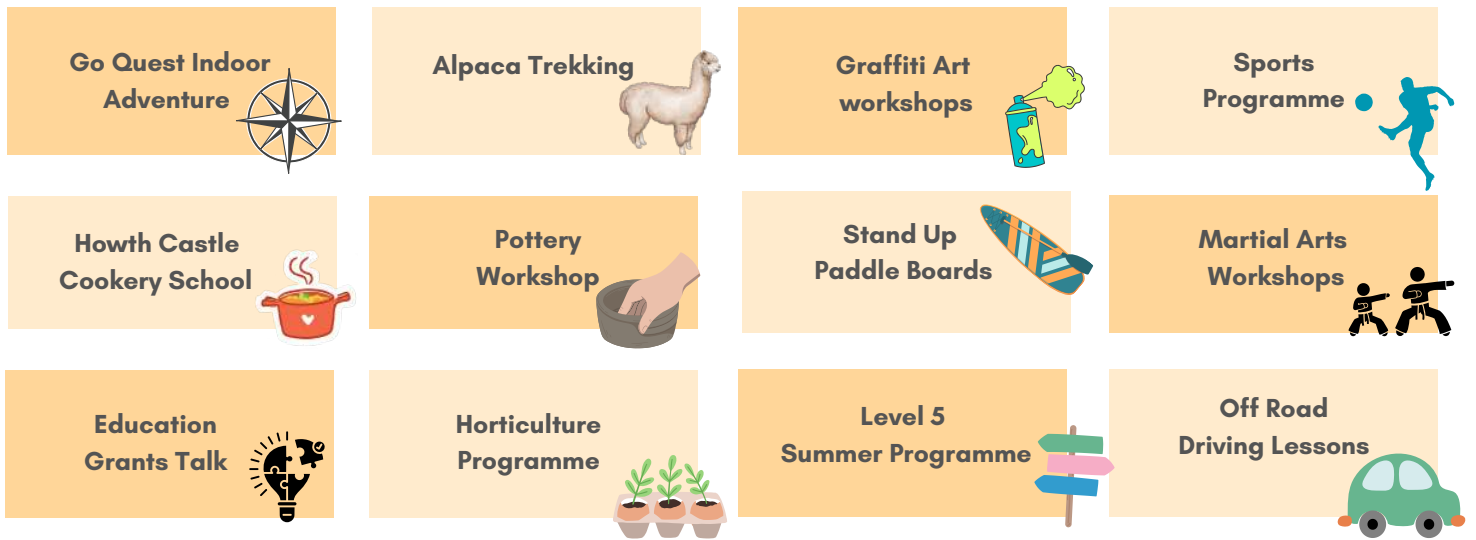 Go Quest Indoor
Adventure
Alpaca Trekking
Graffiti Art
workshops
Sports
Programme
Howth Castle
Cookery School
Pottery
Workshop
Stand Up
Paddle Boards
Martial Arts
Workshops
Education
Grants Talk
Horticulture
Programme
Level 5
Summer Programme
Off Road
Driving Lessons